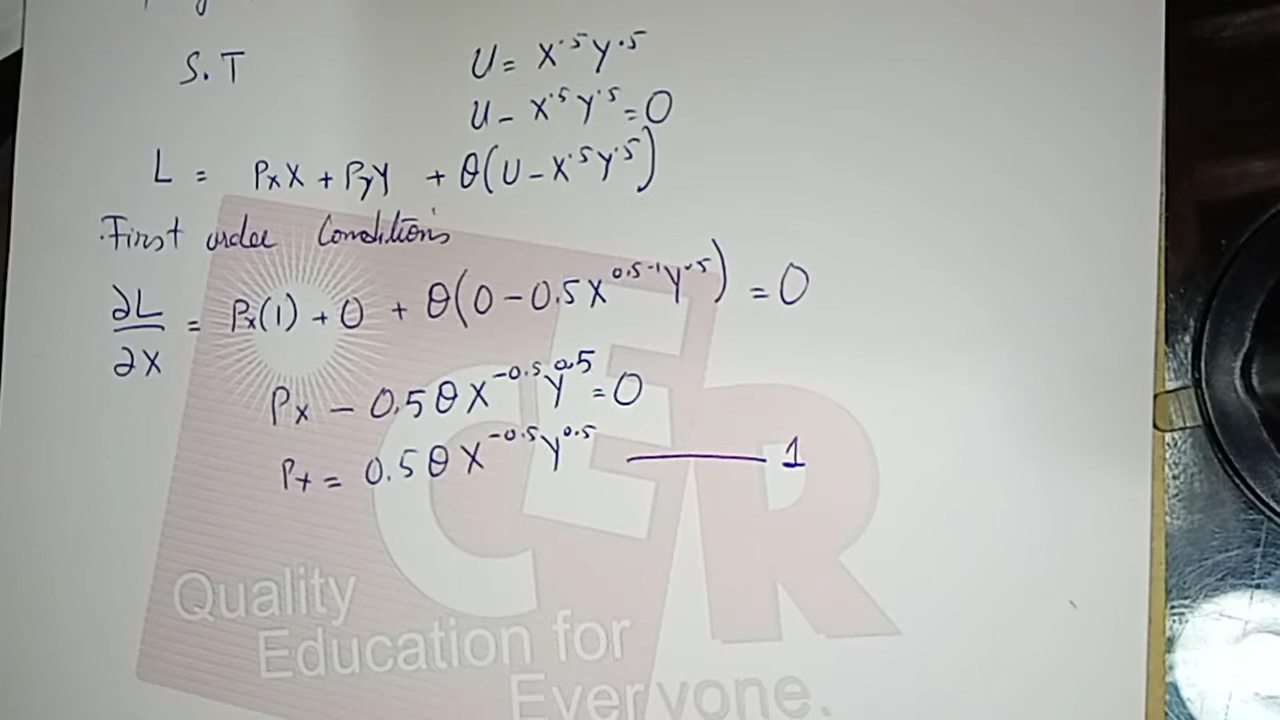 S.T U = X^.5 Y^.5
U - X^.5 Y^.5 = 0
L = PxX + PyY + θ(U - X^.5 Y^.5)
First order Conditions
∂L/∂X = Px(1) + 0 + θ(0 - 0.5X^0.5-1 Y^.5) = 0
Px - 0.5θX^-0.5 Y^0.5 = 0
Px = 0.5θX^-0.5 Y^0.5 ——— 1
CER
Quality
Education for
Everyone.